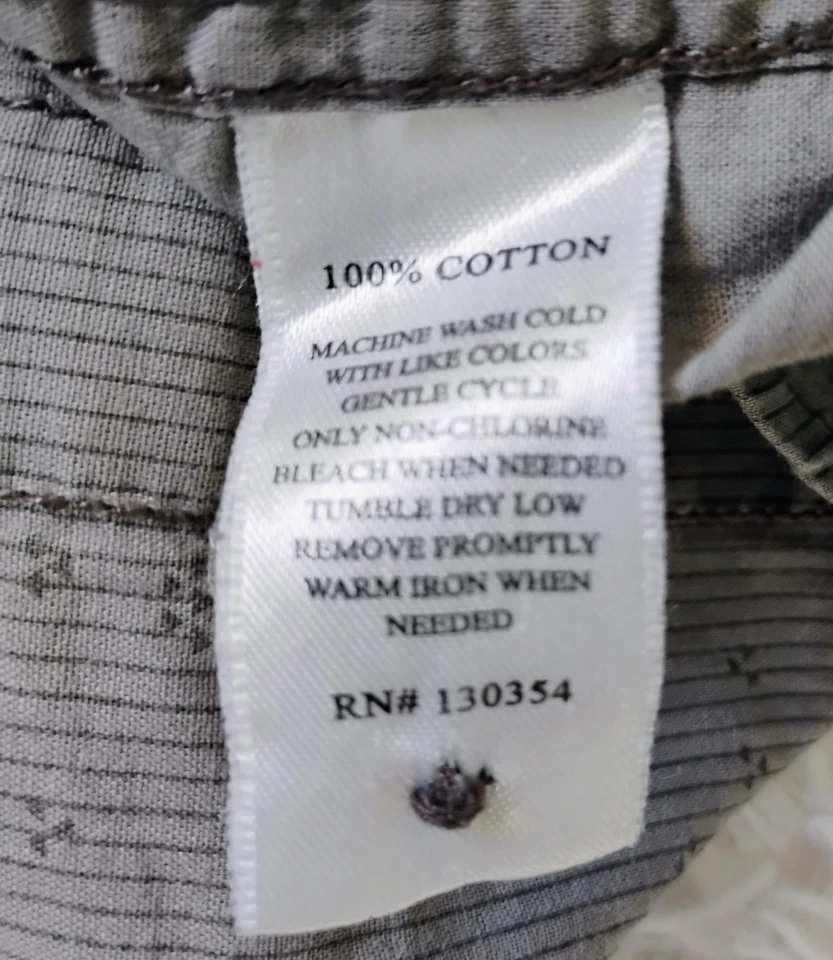 100% COTTON
MACHINE WASH COLD
WITH LIKE COLORS
GENTLE CYCLE
ONLY NON-CHLORINE
BLEACH WHEN NEEDED
TUMBLE DRY LOW
REMOVE PROMPTLY
WARM IRON WHEN
NEEDED
RN# 130354